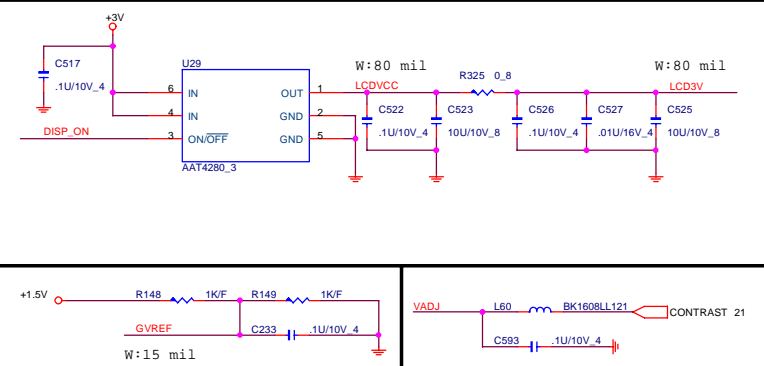 +3V
C517
.1U/10V_4
U29
6 IN
4 IN
3 ON/OFF
OUT 1
GND 2
GND 5
AAT4280_3
DISP_ON
W:80 mil
LCDVCC
R325 0_8
W:80 mil
LCD3V
C522
.1U/10V_4
C523
10U/10V_8
C526
.1U/10V_4
C527
.01U/16V_4
C525
10U/10V_8
+1.5V
R148 1K/F
R149 1K/F
GVREF
C233 .1U/10V_4
W:15 mil
VADJ
L60 BK1608LL121
CONTRAST 21
C593 .1U/10V_4